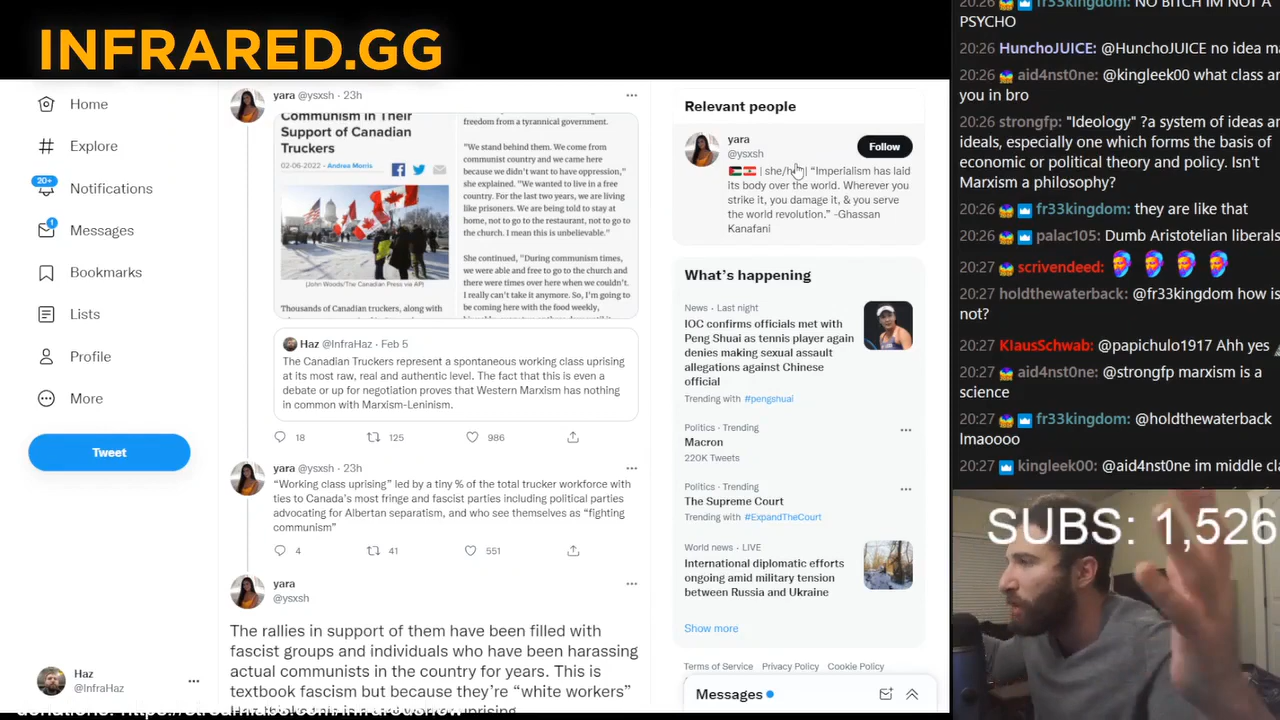 INFRARED.GG
Home
Explore
20+
Notifications
1
Messages
Bookmarks
Lists
Profile
More
Tweet
Haz
@InfraHaz
yara @ysxsh · 23h
Communism in Their
Support of Canadian
Truckers
02-06-2022 - Andrea Morris
(John Woods/The Canadian Press via AP)
Thousands of Canadian truckers, along with
freedom from a tyrannical government.
"We stand behind them. We come from
communist country and we came here
because we didn't want to have oppression,"
she explained. "We wanted to live in a free
country. For the last two years, we are living
like prisoners. We are being told to stay at
home, not to go to the restaurant, not to go to
the church. I mean this is unbelievable."
She continued, "During communism times,
we were able and free to go to the church and
there were times over here when we couldn't.
I really can't take it anymore. So, I'm going to
be coming here with the food weekly,
Haz @InfraHaz · Feb 5
The Canadian Truckers represent a spontaneous working class uprising
at its most raw, real and authentic level. The fact that this is even a
debate or up for negotiation proves that Western Marxism has nothing
in common with Marxism-Leninism.
18 125 986
yara @ysxsh · 23h
“Working class uprising” led by a tiny % of the total trucker workforce with
ties to Canada's most fringe and fascist parties including political parties
advocating for Albertan separatism, and who see themselves as “fighting
communism”
4 41 551
yara
@ysxsh
The rallies in support of them have been filled with
fascist groups and individuals who have been harassing
actual communists in the country for years. This is
textbook fascism but because they're “white workers”
Relevant people
yara
@ysxsh
Follow
| she/he | “Imperialism has laid
its body over the world. Wherever you
strike it, you damage it, & you serve
the world revolution.” -Ghassan
Kanafani
What's happening
News · Last night
IOC confirms officials met with
Peng Shuai as tennis player again
denies making sexual assault
allegations against Chinese
official
Trending with #pengshuai
Politics · Trending
Macron
220K Tweets
Politics · Trending
The Supreme Court
Trending with #ExpandTheCourt
World news · LIVE
International diplomatic efforts
ongoing amid military tension
between Russia and Ukraine
Show more
Terms of Service Privacy Policy Cookie Policy
Messages
20:26 fr33kingdom: NO BITCH IM NOT A
PSYCHO
20:26 HunchoJUICE: @HunchoJUICE no idea
20:26 aid4nst0ne: @kingleek00 what class
you in bro
20:26 strongfp: "Ideology" ?a system of ideas
ideals, especially one which forms the basis of
economic or political theory and policy. Isn't
Marxism a philosophy?
20:26 fr33kingdom: they are like that
20:26 palac105: Dumb Aristotelian liberals
20:27 scrivendeed:
20:27 holdthewaterback: @fr33kingdom how is
not?
20:27 KIausSchwab: @papichulo1917 Ahh yes
20:27 aid4nst0ne: @strongfp marxism is a
science
20:27 fr33kingdom: @holdthewaterback
lmaoooo
20:27 kingleek00: @aid4nst0ne im middle
SUBS: 1,526